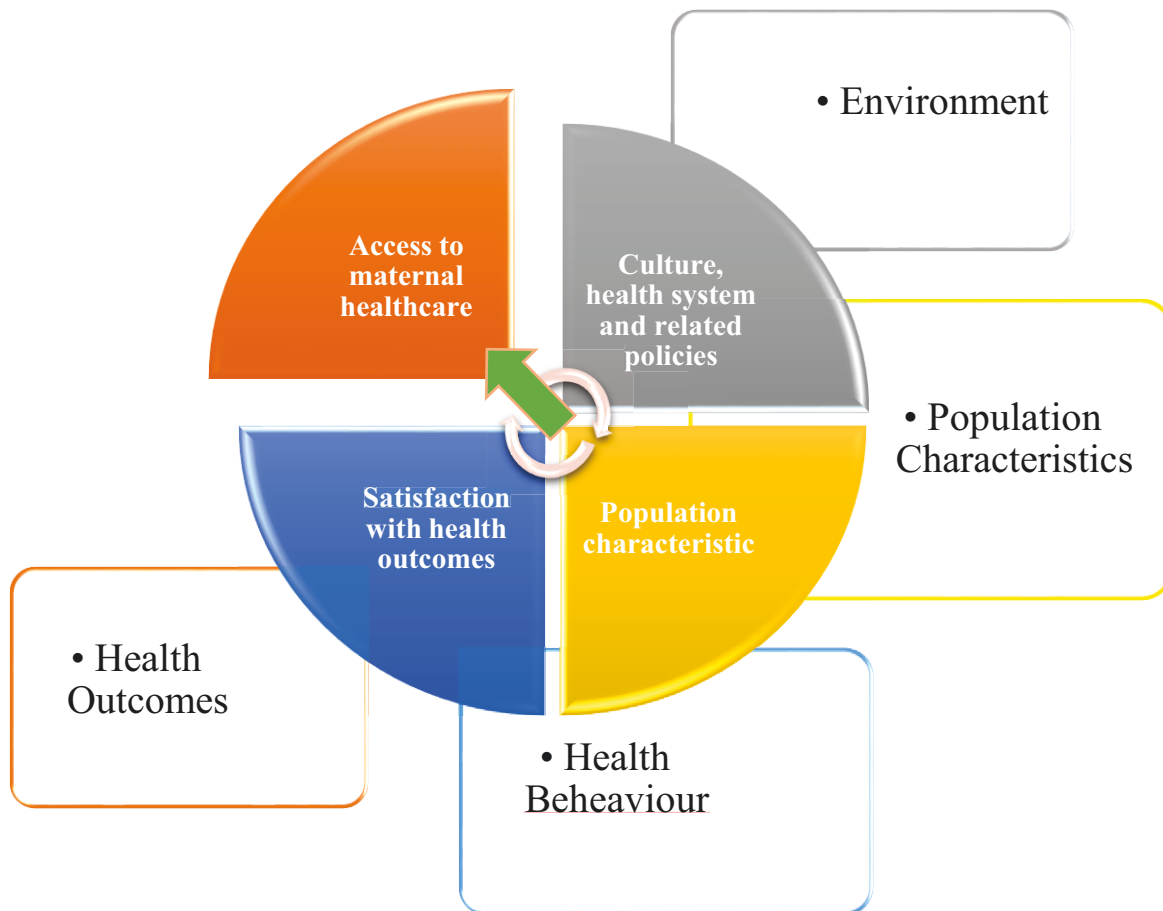 • Environment
Access to
maternal
healthcare
Culture,
health system
and related
policies
• Population
Characteristics
Satisfaction
with health
outcomes
Population
characteristic
• Health
Outcomes
• Health
Beheaviour